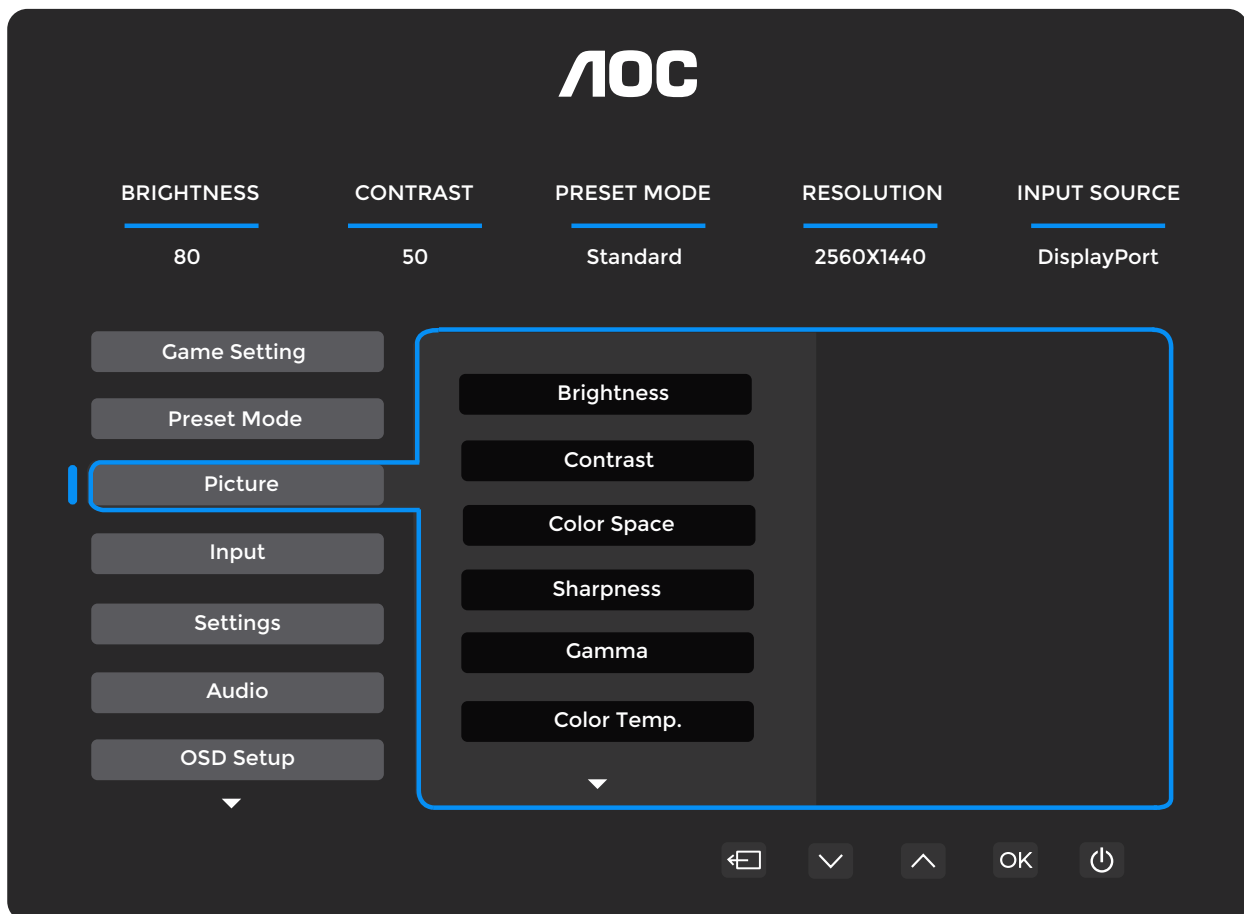 AOC
BRIGHTNESS CONTRAST PRESET MODE RESOLUTION INPUT SOURCE
80 50 Standard 2560X1440 DisplayPort
Game Setting
Preset Mode
Picture
Input
Settings
Audio
OSD Setup
Brightness
Contrast
Color Space
Sharpness
Gamma
Color Temp.
OK